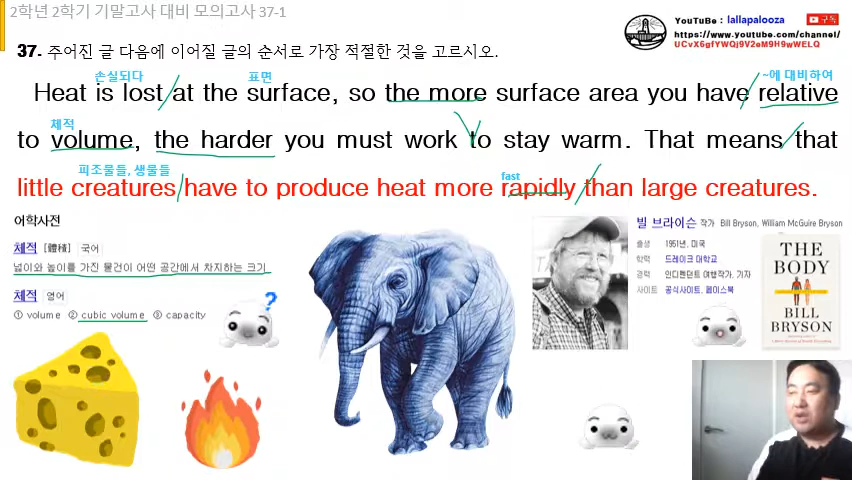 2학년 2학기 기말고사 대비 모의고사 37-1
YouTuBe : lallapalooza
구독
https://www.youtube.com/channel/
UCvX6gfYWQj9V2eM9H9wWELQ
37. 주어진 글 다음에 이어질 글의 순서로 가장 적절한 것을 고르시오.
손실되다 표면 ~에 대비하여
Heat is lost at the surface, so the more surface area you have relative
체적
to volume, the harder you must work to stay warm. That means that
피조물들, 생물들 fast
little creatures have to produce heat more rapidly than large creatures.
어학사전
체적 [體積] 국어
넓이와 높이를 가진 물건이 어떤 공간에서 차지하는 크기
체적 영어
① volume ② cubic volume ③ capacity
?
빌 브라이슨 작가 Bill Bryson, William McGuire Bryson
출생 1951년, 미국
학력 드레이크 대학교
경력 인디펜던트 여행작가, 기자
사이트 공식사이트, 페이스북
THE
BODY
BILL
BRYSON